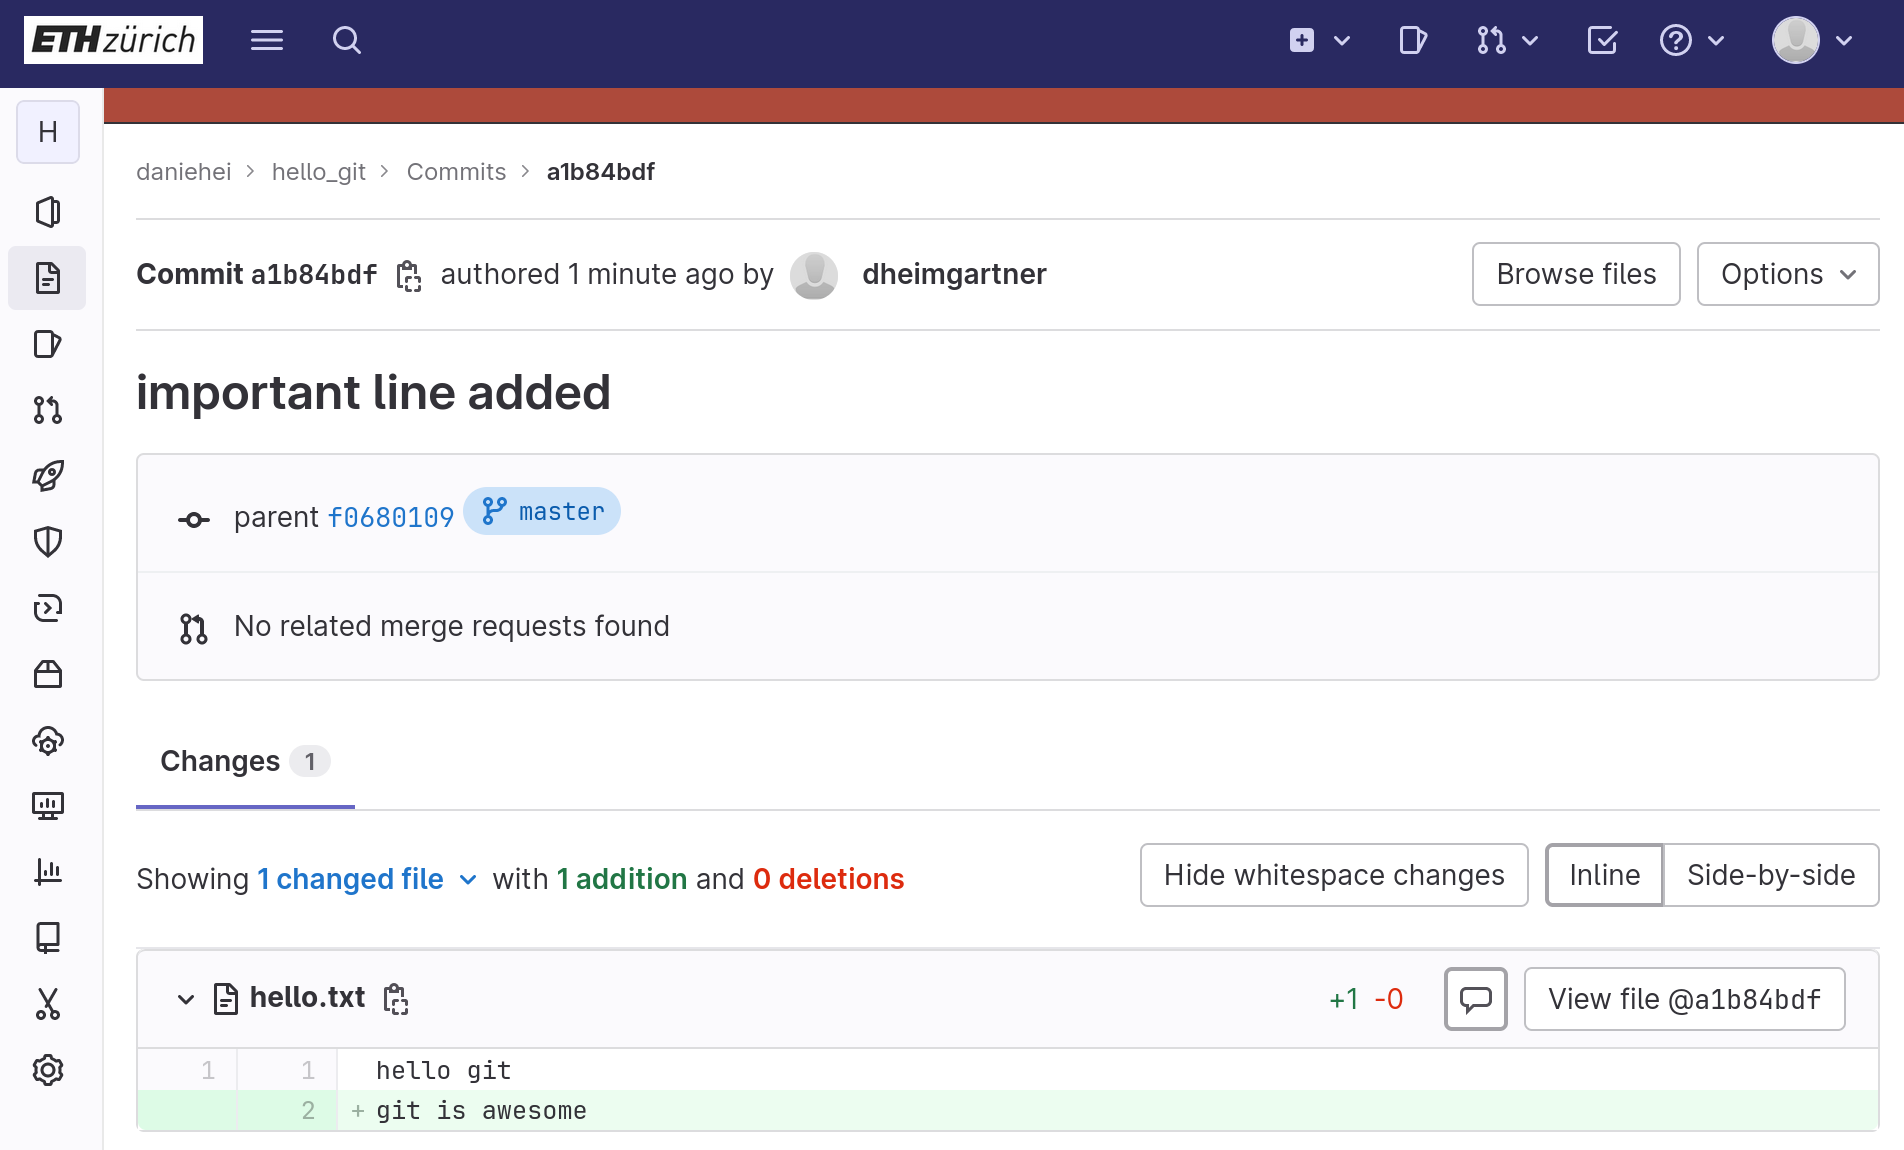 ETH zürich
H
daniehei > hello_git > Commits > a1b84bdf
Commit a1b84bdf authored 1 minute ago by dheimgartner Browse files Options
important line added
parent f0680109 master
No related merge requests found
Changes 1
Showing 1 changed file with 1 addition and 0 deletions Hide whitespace changes Inline Side-by-side
hello.txt +1 -0 View file @a1b84bdf
1 1 hello git
2 + git is awesome